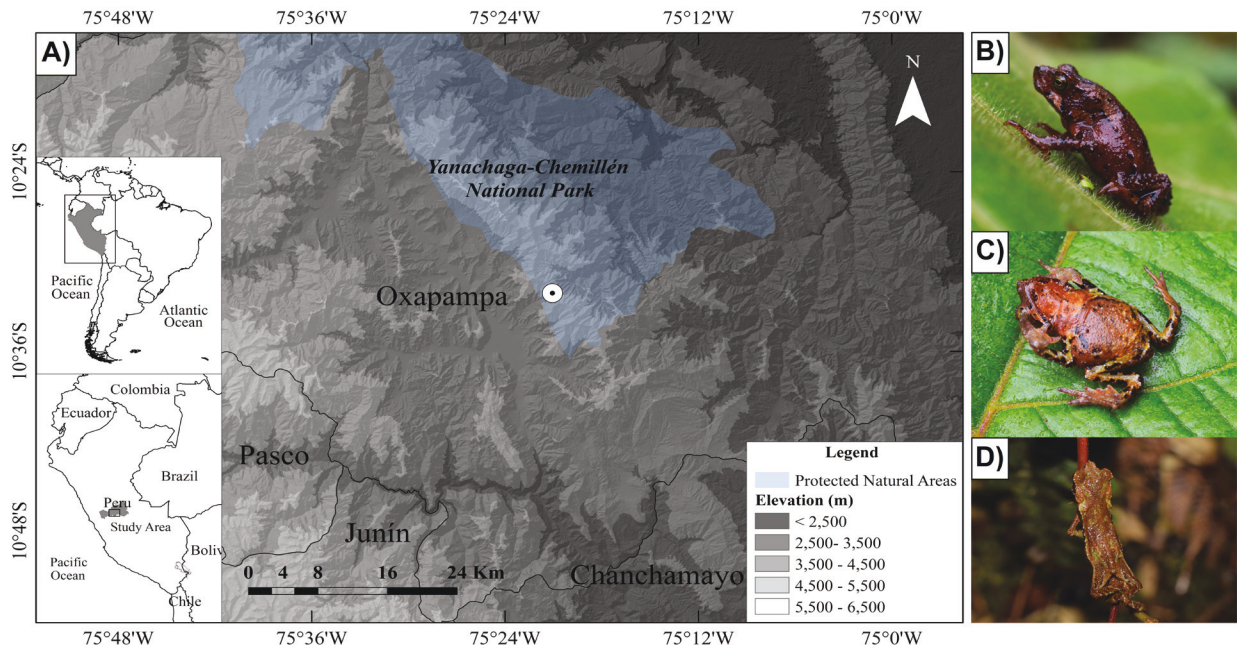 75°48'W 75°36'W 75°24'W 75°12'W 75°0'W
A)
N
B)
10°24'S
Yanachaga-Chemillén
National Park
Pacific
Ocean
Atlantic
Ocean
Oxapampa
C)
10°36'S
Colombia
Ecuador
Brazil
Peru
Study Area
Boliv
Pacific
Ocean
Chile
10°48'S
Pasco
Junín
Chanchamayo
0 4 8 16 24 Km
Legend
Protected Natural Areas
Elevation (m)
< 2,500
2,500- 3,500
3,500 - 4,500
4,500 - 5,500
5,500 - 6,500
D)
75°48'W 75°36'W 75°24'W 75°12'W 75°0'W